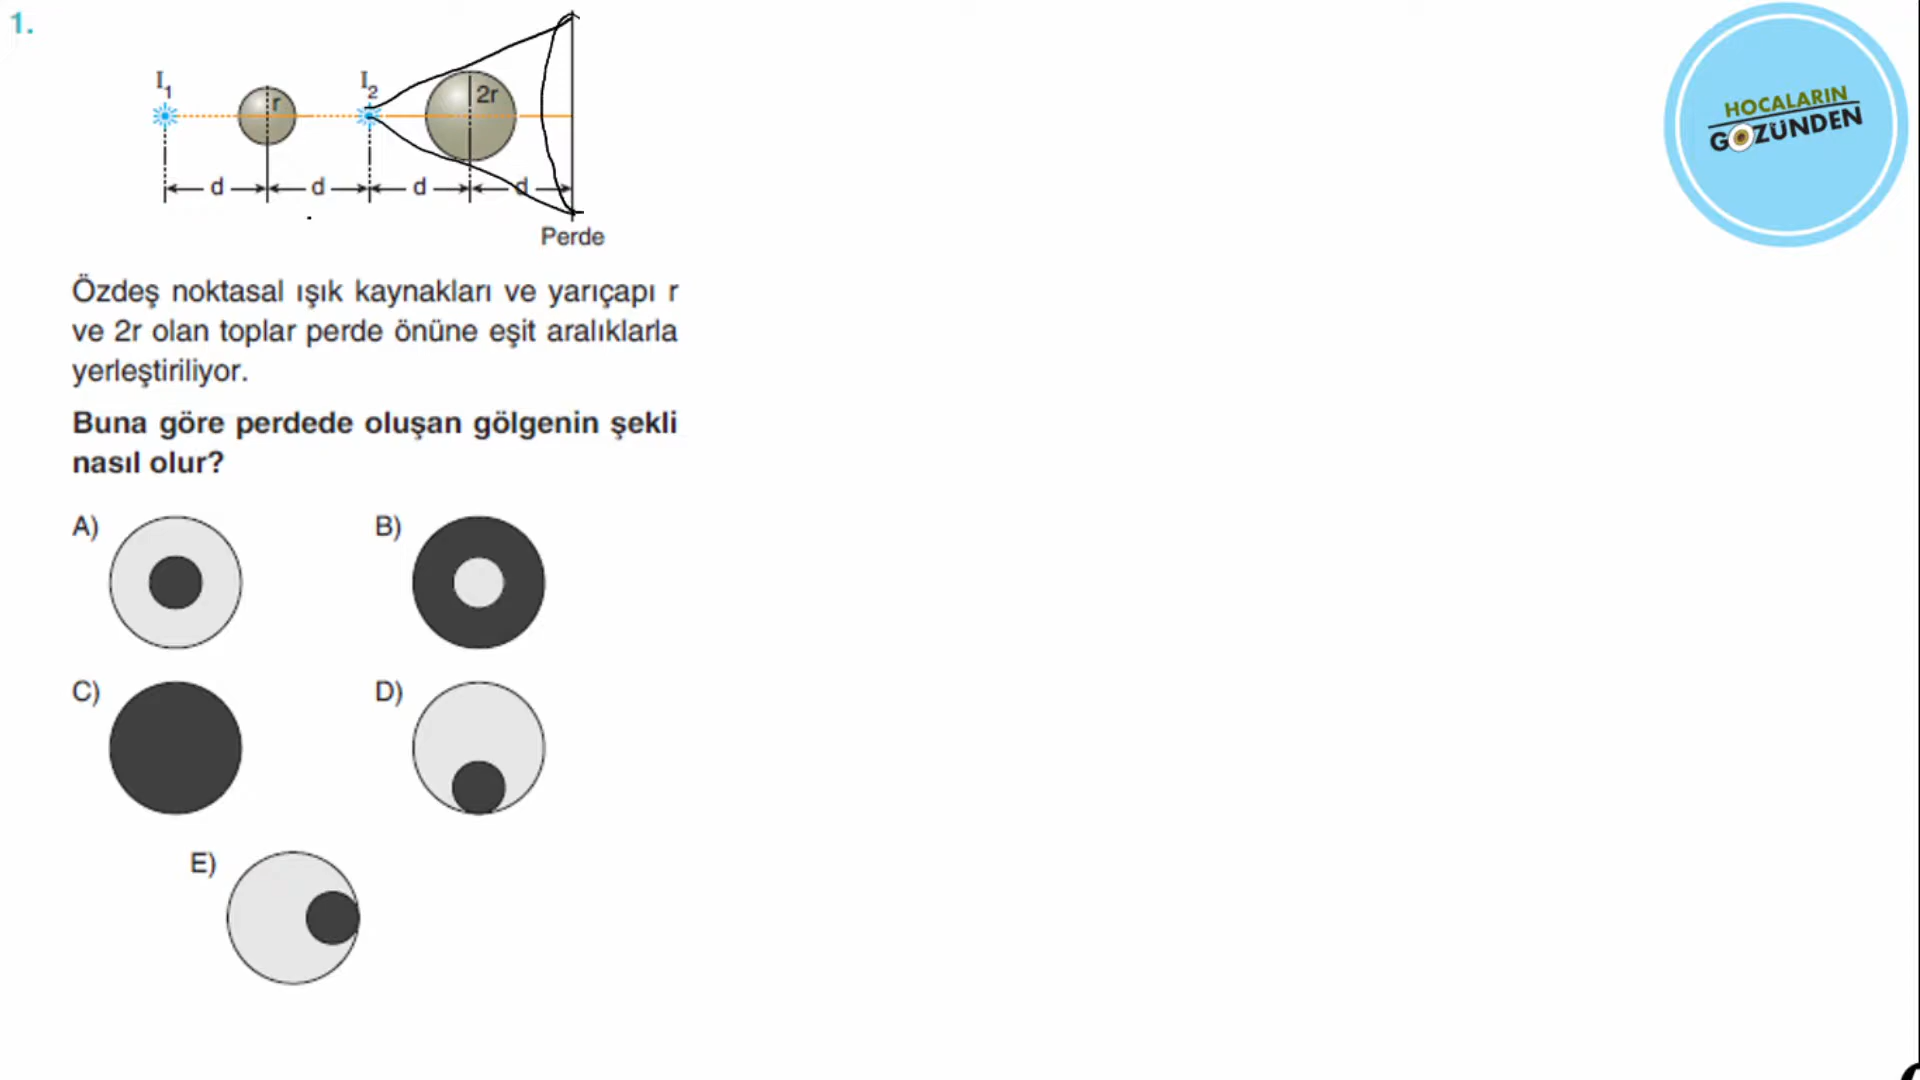 1.
I1
r
I2
2r
d
d
d
d
Perde
Özdeş noktasal ışık kaynakları ve yarıçapı r
ve 2r olan toplar perde önüne eşit aralıklarla
yerleştiriliyor.
Buna göre perdede oluşan gölgenin şekli
nasıl olur?
A)
B)
C)
D)
E)
HOCALARIN
GÖZÜNDEN